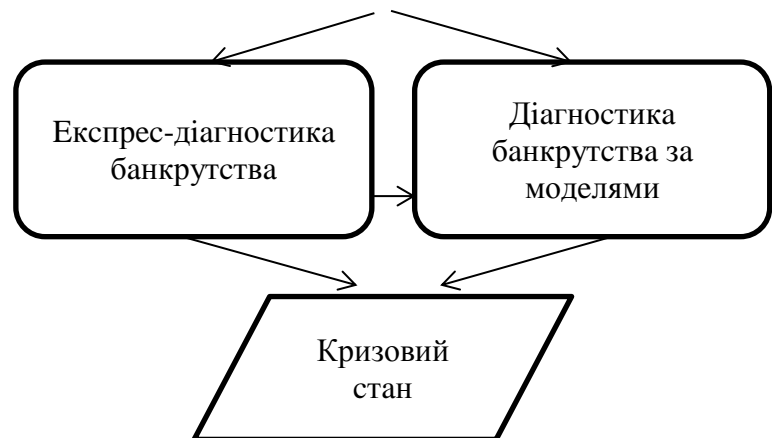 Експрес-діагностика
банкрутства
Діагностика
банкрутства за
моделями
Кризовий
стан